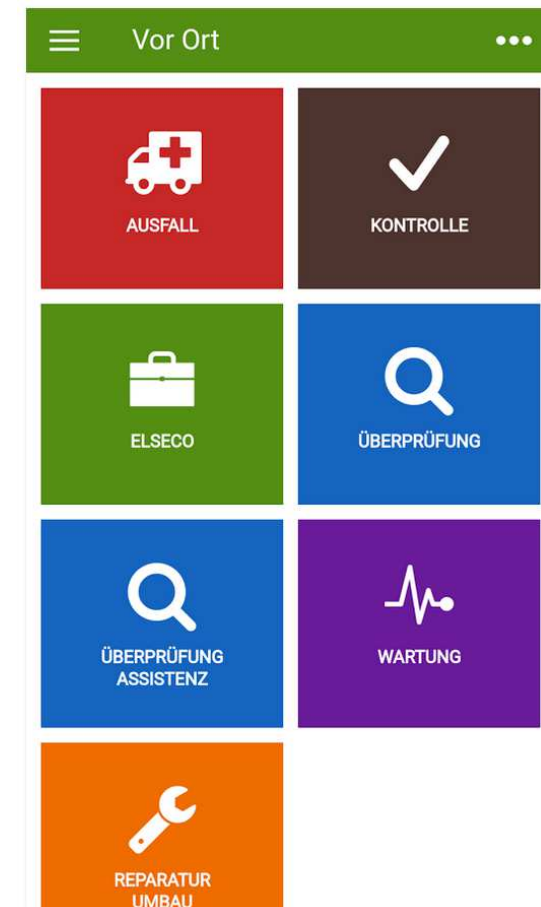 Vor Ort
AUSFALL
KONTROLLE
ELSECO
ÜBERPRÜFUNG
ÜBERPRÜFUNG
ASSISTENZ
WARTUNG
REPARATUR
UMBAU